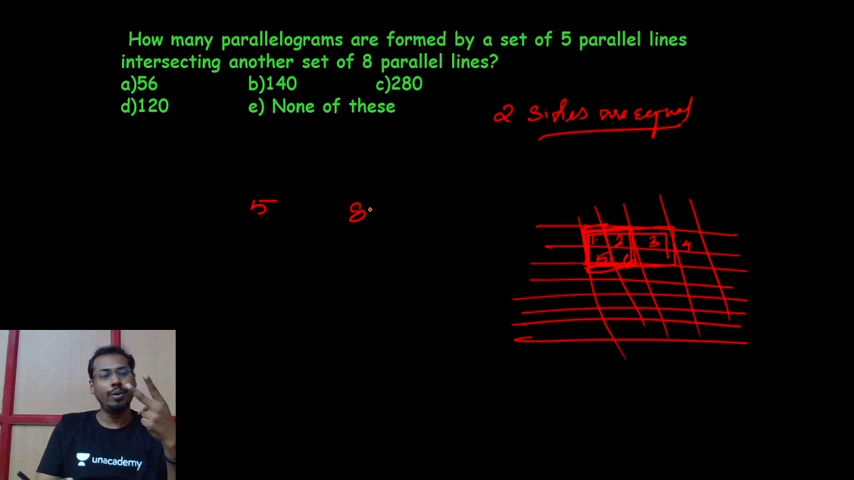 How many parallelograms are formed by a set of 5 parallel lines
intersecting another set of 8 parallel lines?
a)56 b)140 c)280
d)120 e) None of these
2 sides are equal
5 8
1 2 3 4
5 6
unacademy